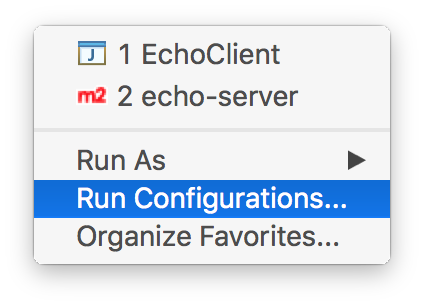 J 1 EchoClient
m2 2 echo-server
Run As
Run Configurations...
Organize Favorites...